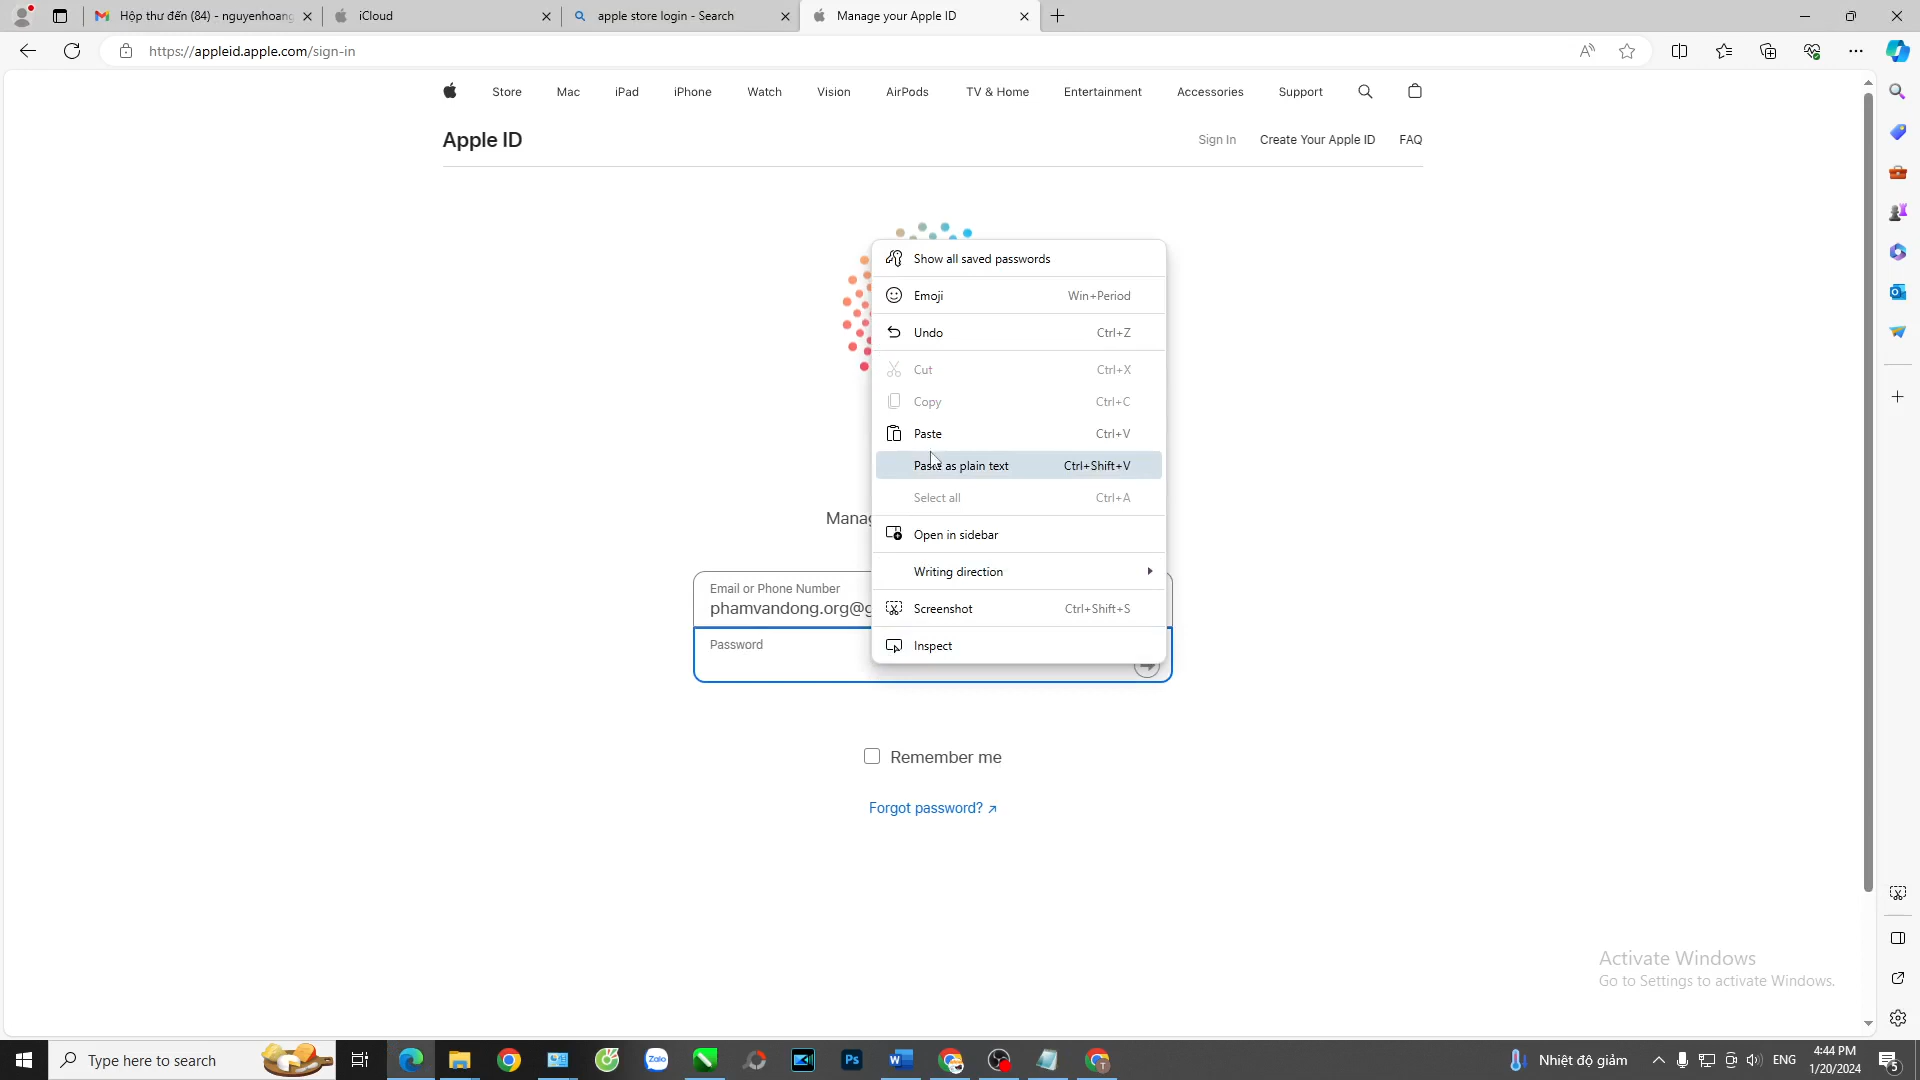 Hộp thư đến (84) - nguyenhoang
iCloud
apple store login - Search
Manage your Apple ID
https://appleid.apple.com/sign-in
Store
Mac
iPad
iPhone
Watch
Vision
AirPods
TV & Home
Entertainment
Accessories
Support
Apple ID
Sign In
Create Your Apple ID
FAQ
Show all saved passwords
Emoji Win+Period
Undo Ctrl+Z
Cut Ctrl+X
Copy Ctrl+C
Paste Ctrl+V
Paste as plain text Ctrl+Shift+V
Select all Ctrl+A
Open in sidebar
Writing direction
Screenshot Ctrl+Shift+S
Inspect
Manag
Email or Phone Number
phamvandong.org@g
Password
Remember me
Forgot password?
Activate Windows
Go to Settings to activate Windows.
Type here to search
Zalo
Ps
W
T
Nhiệt độ giảm
ENG
4:44 PM
1/20/2024
5